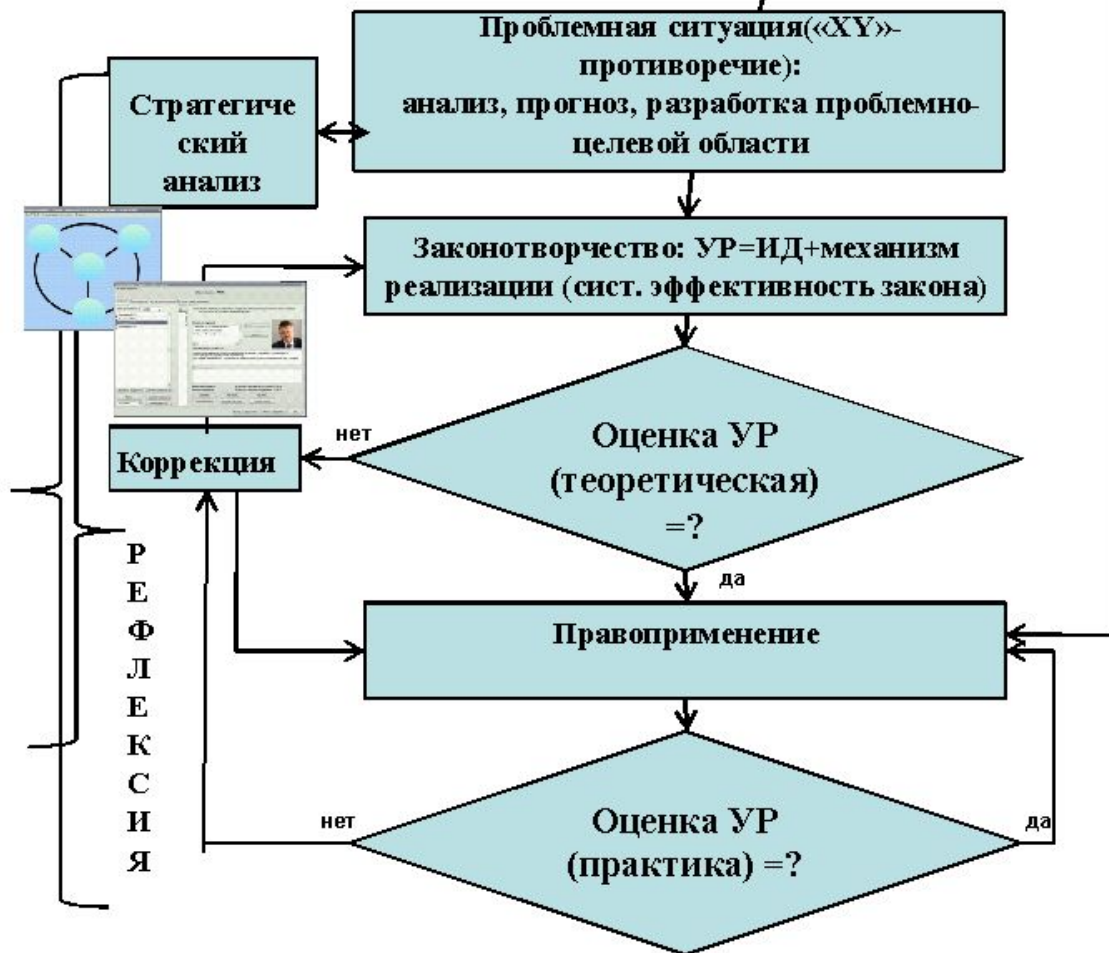 Проблемная ситуация(«XY»-
противоречие):
анализ, прогноз, разработка проблемно-
целевой области
Стратегиче
ский
анализ
Законотворчество: УР=ИД+механизм
реализации (сист. эффективность закона)
Оценка УР
(теоретическая)
=?
нет
Коррекция
да
Правоприменение
Р
Е
Ф
Л
Е
К
С
И
Я
Оценка УР
(практика) =?
нет
да